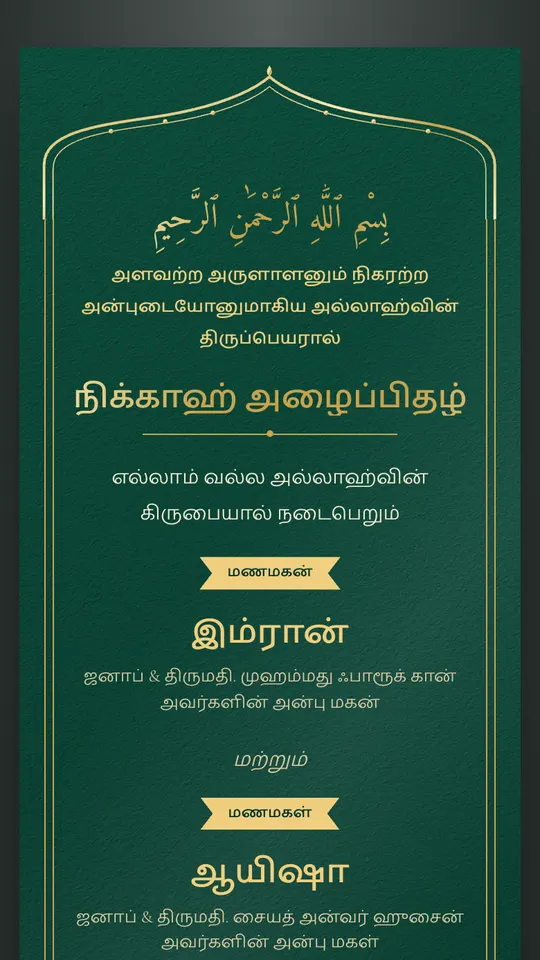 بِسْمِ ٱللَّهِ ٱلرَّحْمَٰنِ ٱلرَّحِيمِ
அளவற்ற அருளாளனும் நிகரற்ற
அன்புடையோனுமாகிய அல்லாஹ்வின்
திருப்பெயரால்
நிக்காஹ் அழைப்பிதழ்
எல்லாம் வல்ல அல்லாஹ்வின்
கிருபையால் நடைபெறும்
மணமகன்
இம்ரான்
ஜனாப் & திருமதி. முஹம்மது ஃபாரூக் கான்
அவர்களின் அன்பு மகன்
மற்றும்
மணமகள்
ஆயிஷா
ஜனாப் & திருமதி. சையத் அன்வர் ஹுசைன்
அவர்களின் அன்பு மகள்